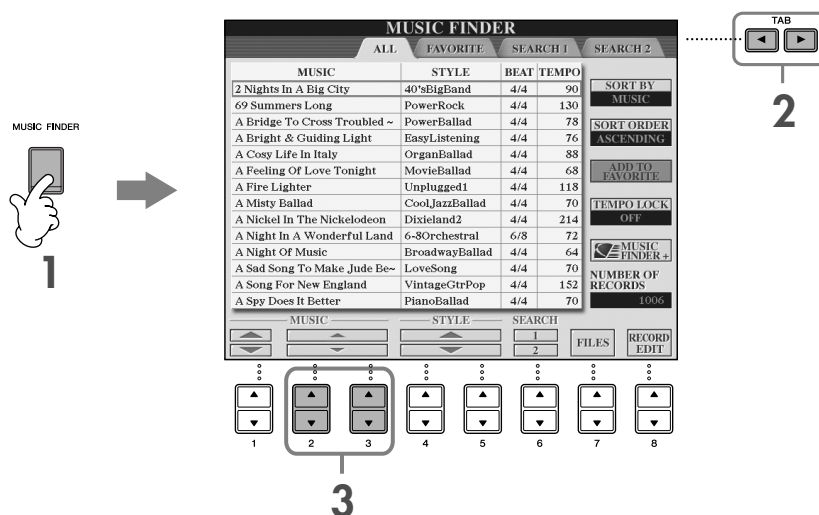 MUSIC FINDER
1
MUSIC FINDER
ALL FAVORITE SEARCH 1 SEARCH 2
MUSIC STYLE BEAT TEMPO
2 Nights In A Big City 40'sBigBand 4/4 90
69 Summers Long PowerRock 4/4 130
A Bridge To Cross Troubled ~ PowerBallad 4/4 78
A Bright & Guiding Light EasyListening 4/4 76
A Cosy Life In Italy OrganBallad 4/4 88
A Feeling Of Love Tonight MovieBallad 4/4 68
A Fire Lighter Unplugged1 4/4 118
A Misty Ballad CoolJazzBallad 4/4 70
A Nickel In The Nickelodeon Dixieland2 4/4 214
A Night In A Wonderful Land 6-8Orchestral 6/8 72
A Night Of Music BroadwayBallad 4/4 64
A Sad Song To Make Jude Be~ LoveSong 4/4 70
A Song For New England VintageGtrPop 4/4 152
A Spy Does It Better PianoBallad 4/4 70
SORT BY
MUSIC
SORT ORDER
ASCENDING
ADD TO
FAVORITE
TEMPO LOCK
OFF
MUSIC
FINDER +
NUMBER OF
RECORDS
1006
MUSIC STYLE SEARCH
1
2
FILES
RECORD
EDIT
1 2 3 4 5 6 7 8
3
TAB
2